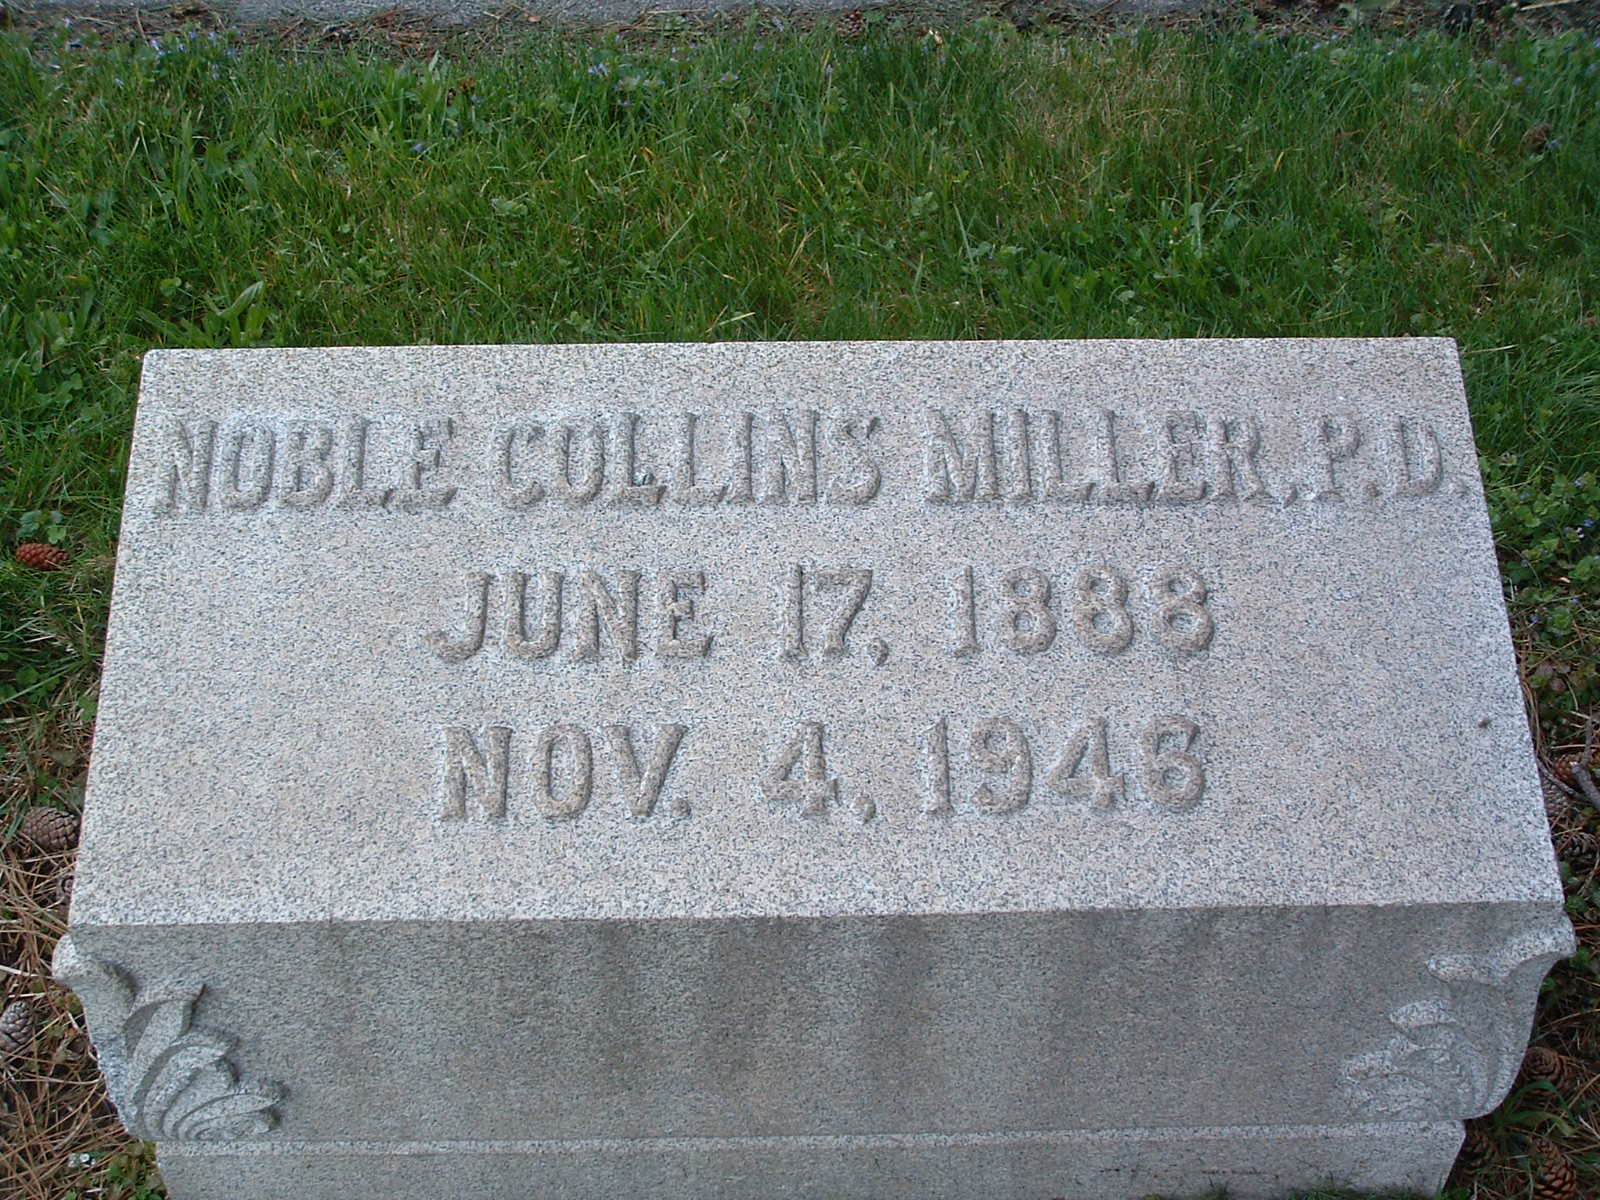 NOBLE COLLINS MILLER, P.D.
JUNE 17, 1888
NOV. 4, 1946